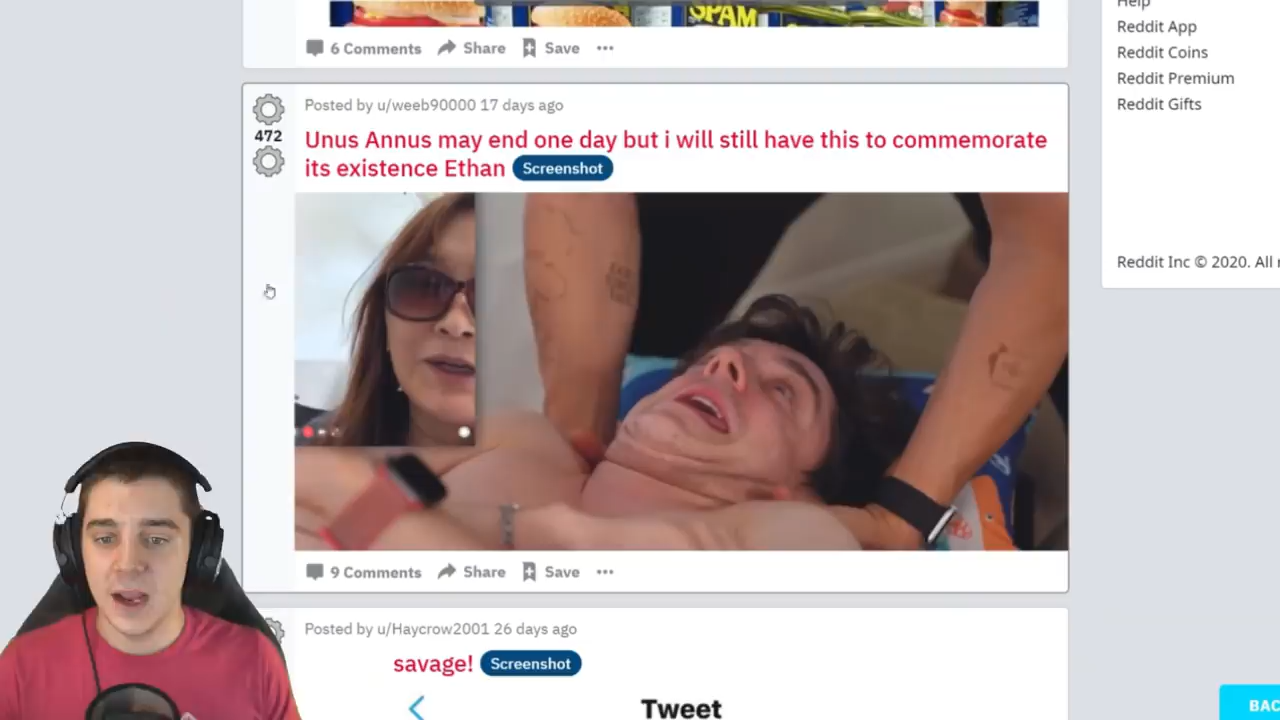 SPAM
6 Comments Share Save
Help
Reddit App
Reddit Coins
Reddit Premium
Reddit Gifts
Posted by u/weeb90000 17 days ago
472
Unus Annus may end one day but i will still have this to commemorate
its existence Ethan Screenshot
Reddit Inc © 2020. All
9 Comments Share Save
Posted by u/Haycrow2001 26 days ago
savage! Screenshot
Tweet
BAC